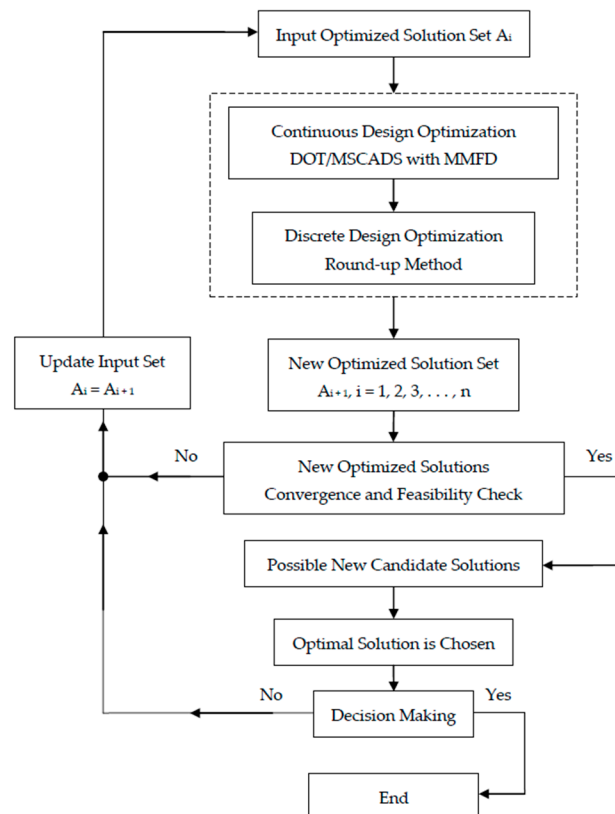 Input Optimized Solution Set Ai
Continuous Design Optimization
DOT/MSCADS with MMFD
Discrete Design Optimization
Round-up Method
Update Input Set
Ai = Ai + 1
New Optimized Solution Set
Ai+1, i = 1, 2, 3, . . . , n
No
New Optimized Solutions
Convergence and Feasibility Check
Yes
Possible New Candidate Solutions
Optimal Solution is Chosen
No
Decision Making
Yes
End